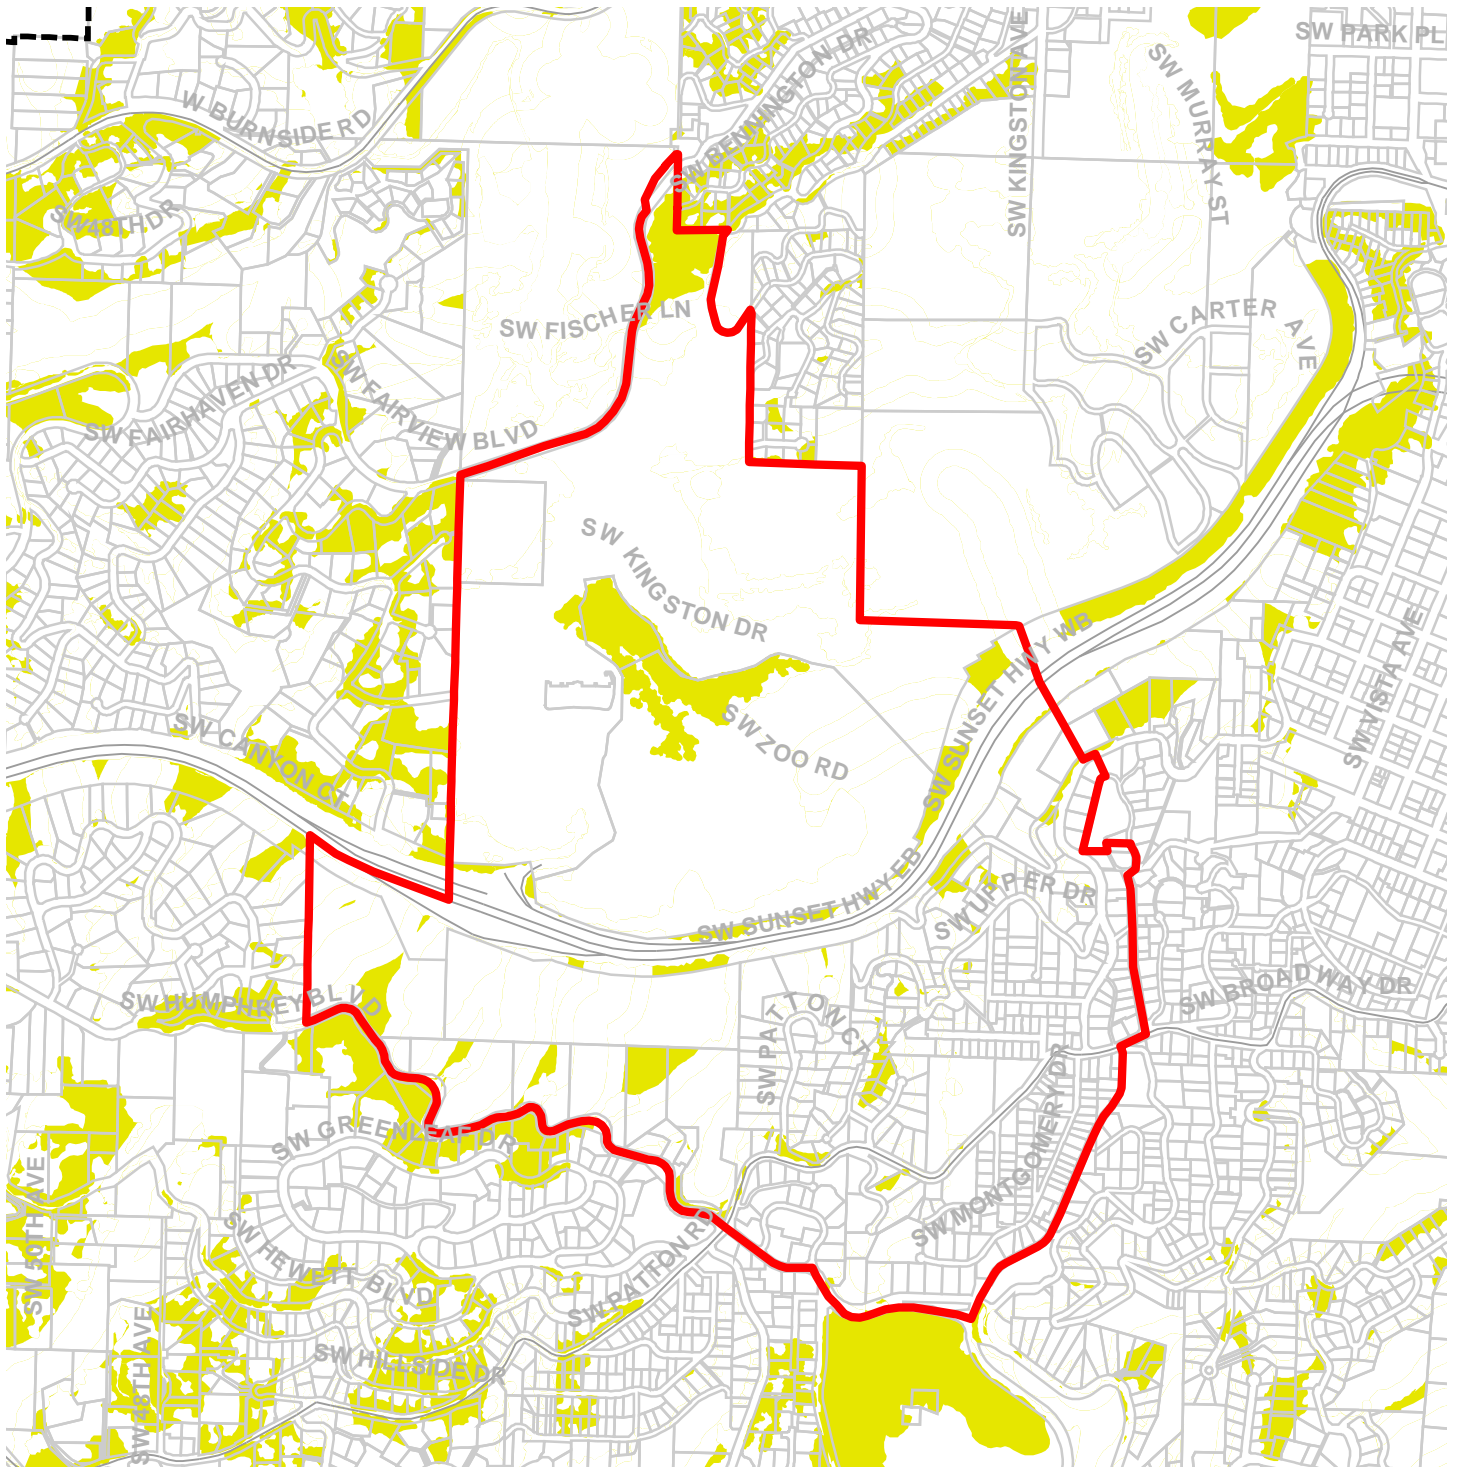 SW PARK PL
SW BENNINGTON DR
SW KINGSTON AVE
SW MURRAY ST
W BURNSIDE RD
SW 48TH DR
SW FISCHER LN
SW CARTER AVE
SW FAIRHAVEN DR
SW FAIRVIEW BLVD
SW KINGSTON DR
SW SUNSET HWY WB
SW VISTA AVE
SW CANYON CT
SW ZOO RD
SW SUNSET HWY EB
SW UPPER DR
SW HUMPHREY BLVD
SW BROADWAY DR
SW PATTON CT
SW GREENLEAF DR
SW MONTGOMERY DR
SW 50TH AVE
SW HEWETT BLVD
SW PATTON RD
SW 48TH AVE
SW HILLSIDE DR